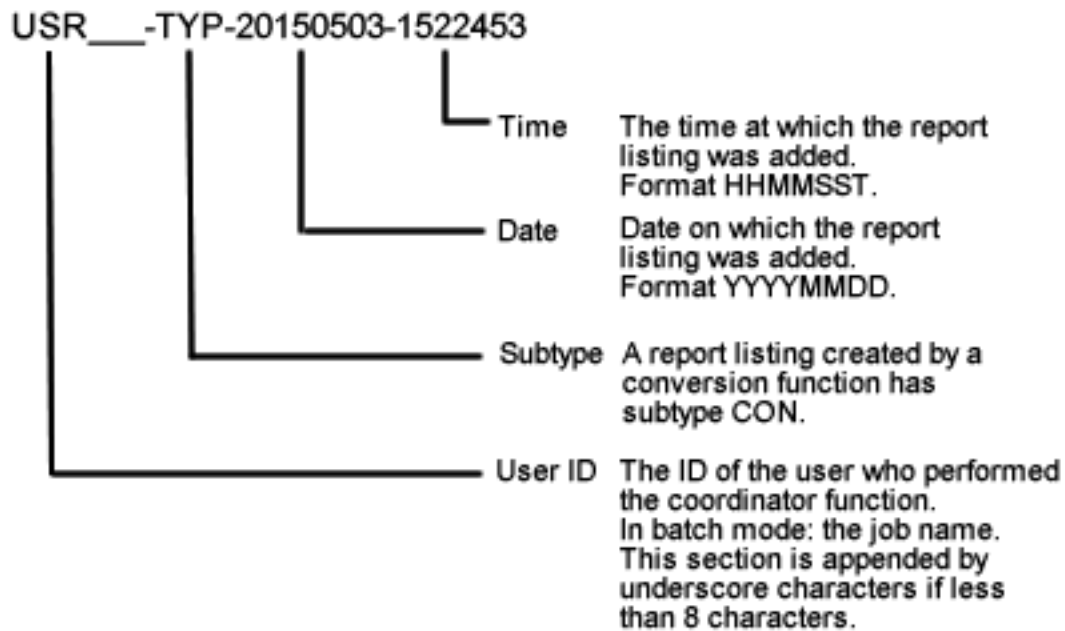 USR___-TYP-20150503-1522453
Time The time at which the report
listing was added.
Format HHMMSST.
Date Date on which the report
listing was added.
Format YYYYMMDD.
Subtype A report listing created by a
conversion function has
subtype CON.
User ID The ID of the user who performed
the coordinator function.
In batch mode: the job name.
This section is appended by
underscore characters if less
than 8 characters.